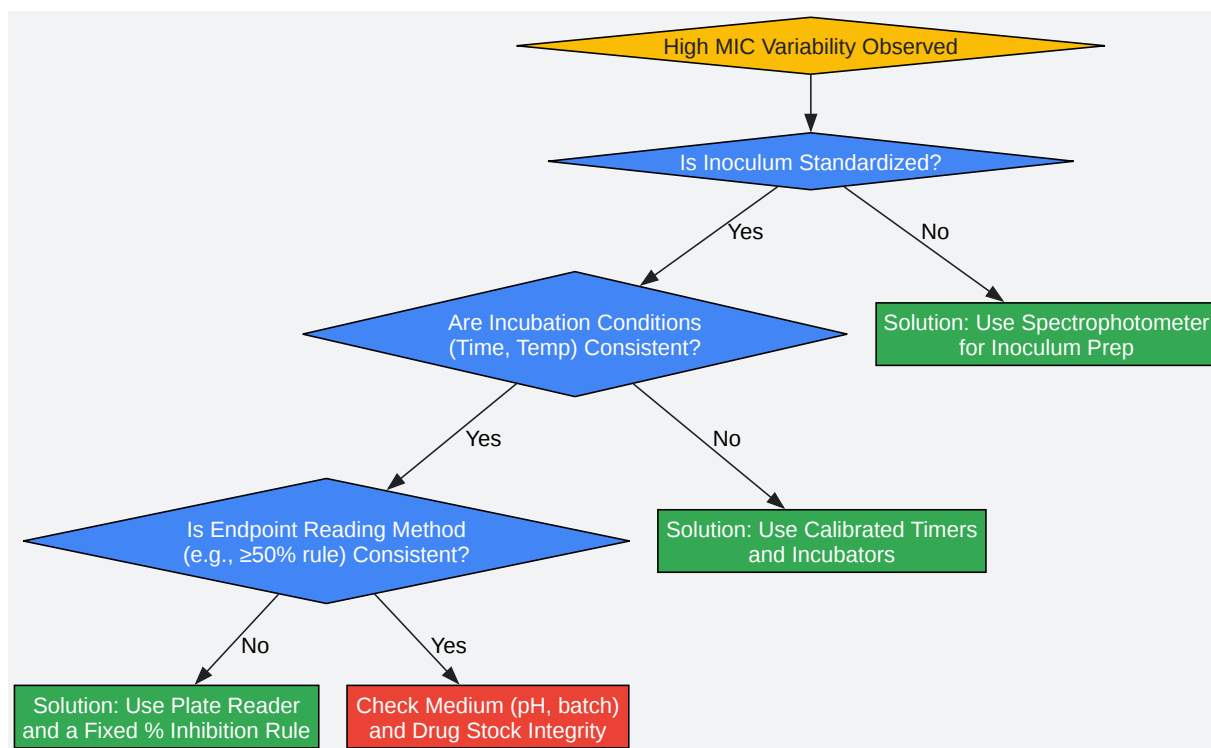 High MIC Variability Observed
Is Inoculum Standardized?
Yes
No
Are Incubation Conditions
(Time, Temp) Consistent?
Solution: Use Spectrophotometer
for Inoculum Prep
Yes
No
Is Endpoint Reading Method
(e.g., ≥50% rule) Consistent?
Solution: Use Calibrated Timers
and Incubators
No
Yes
Solution: Use Plate Reader
and a Fixed % Inhibition Rule
Check Medium (pH, batch)
and Drug Stock Integrity